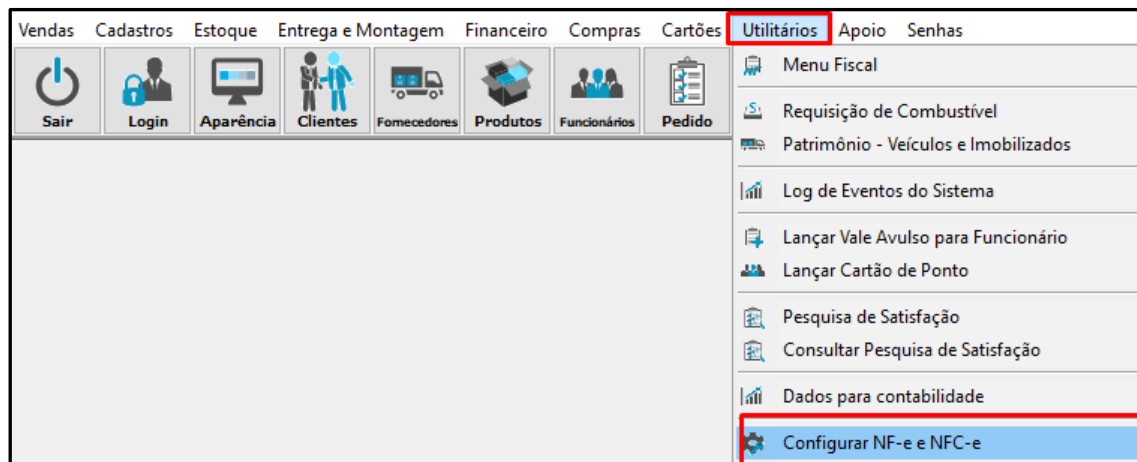 Vendas Cadastros Estoque Entrega e Montagem Financeiro Compras Cartões Utilitários Apoio Senhas
Sair Login Aparência Clientes Fornecedores Produtos Funcionários Pedido
Menu Fiscal
Requisição de Combustível
Patrimônio - Veículos e Imobilizados
Log de Eventos do Sistema
Lançar Vale Avulso para Funcionário
Lançar Cartão de Ponto
Pesquisa de Satisfação
Consultar Pesquisa de Satisfação
Dados para contabilidade
Configurar NF-e e NFC-e